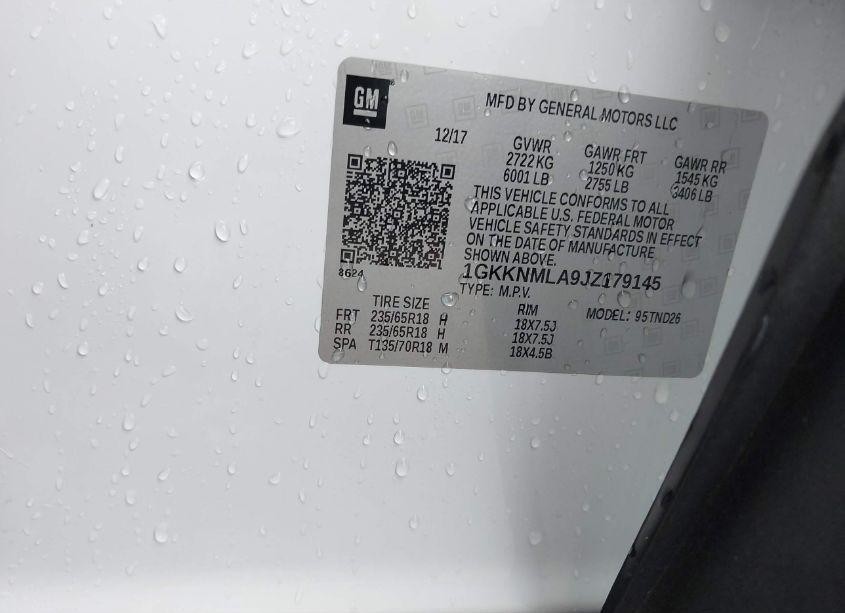 GM
MFD BY GENERAL MOTORS LLC
12/17
GVWR
2722 KG
6001 LB
GAWR FRT
1250 KG
2755 LB
GAWR RR
1545 KG
3406 LB
THIS VEHICLE CONFORMS TO ALL
APPLICABLE U.S. FEDERAL MOTOR
VEHICLE SAFETY STANDARDS IN EFFECT
ON THE DATE OF MANUFACTURE
SHOWN ABOVE.
8624
1GKKNMLA9JZ179145
TYPE: M.P.V.
MODEL: 95TND26
TIRE SIZE RIM
FRT 235/65R18 H 18X7.5J
RR 235/65R18 H 18X7.5J
SPA T135/70R18 M 18X4.5B